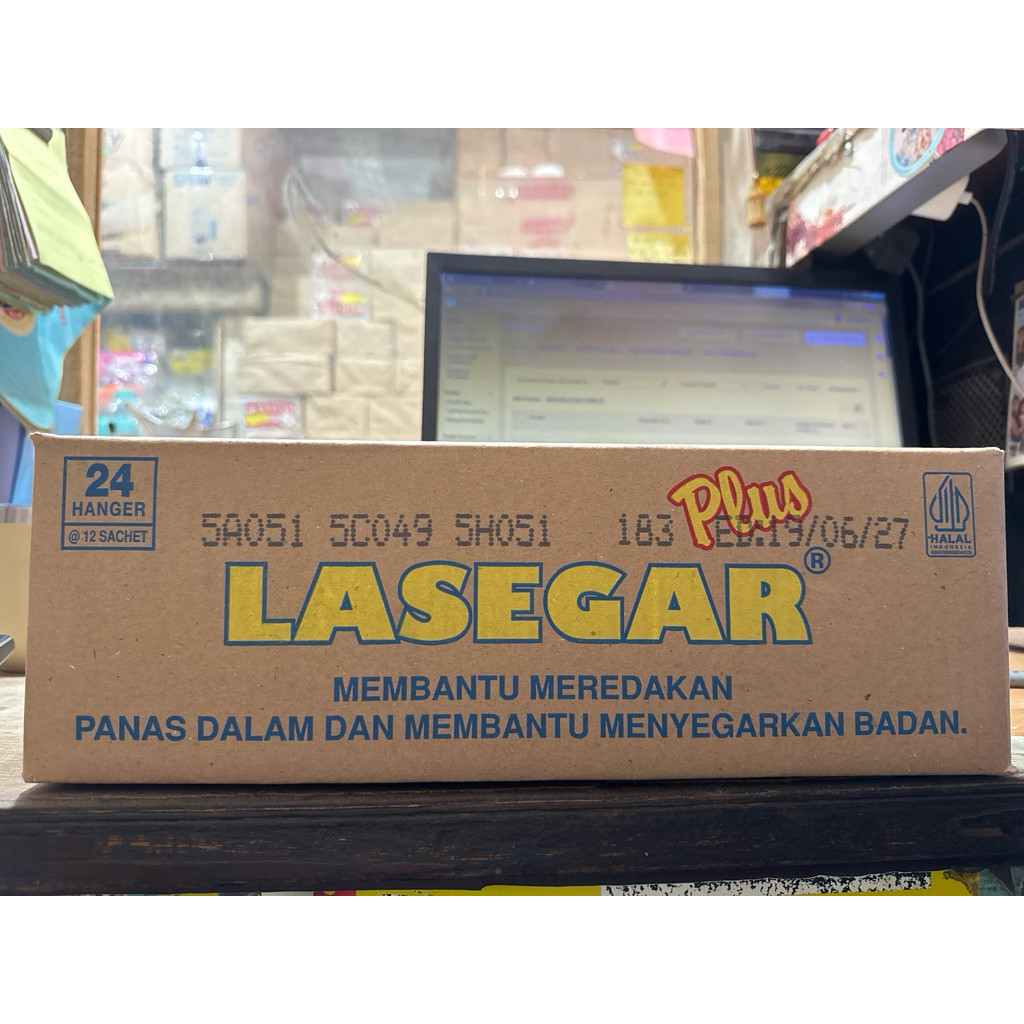 24
HANGER
@ 12 SACHET
Plus
5A051 5C049 5H051 183 ED:19/06/27
HALAL
INDONESIA
LASEGAR®
MEMBANTU MEREDAKAN
PANAS DALAM DAN MEMBANTU MENYEGARKAN BADAN.